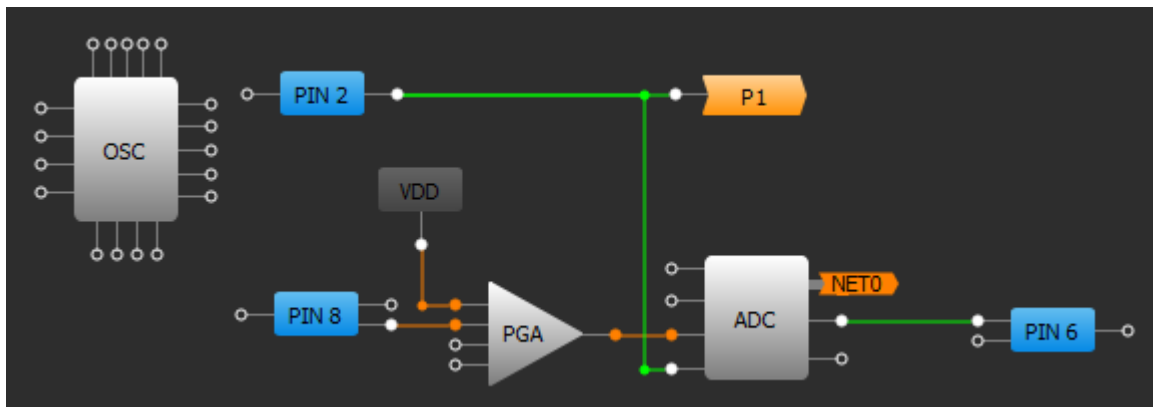 PIN 2
P1
OSC
VDD
NET0
PIN 8
PGA
ADC
PIN 6